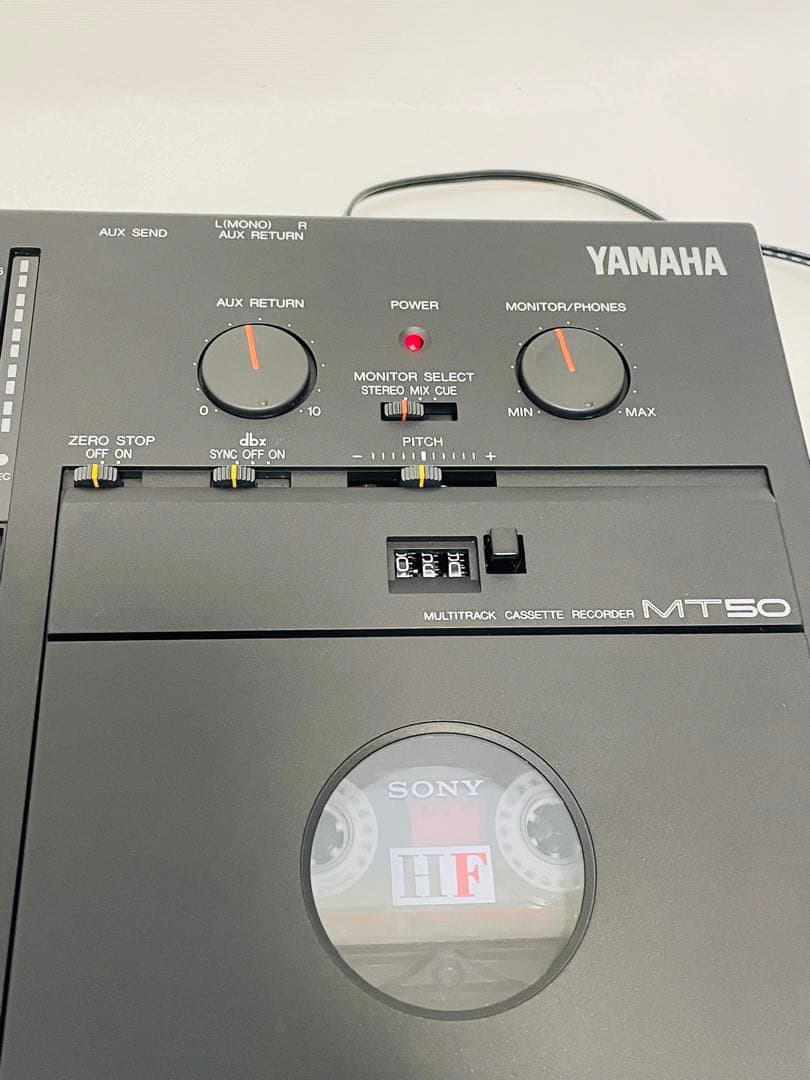 L(MONO) R
AUX SEND AUX RETURN
YAMAHA
AUX RETURN
POWER
MONITOR/PHONES
MONITOR SELECT
STEREO MIX CUE
0 10
MIN MAX
ZERO STOP
OFF ON
dbx
SYNC OFF ON
PITCH
– +
MULTITRACK CASSETTE RECORDER MT50
SONY
HF